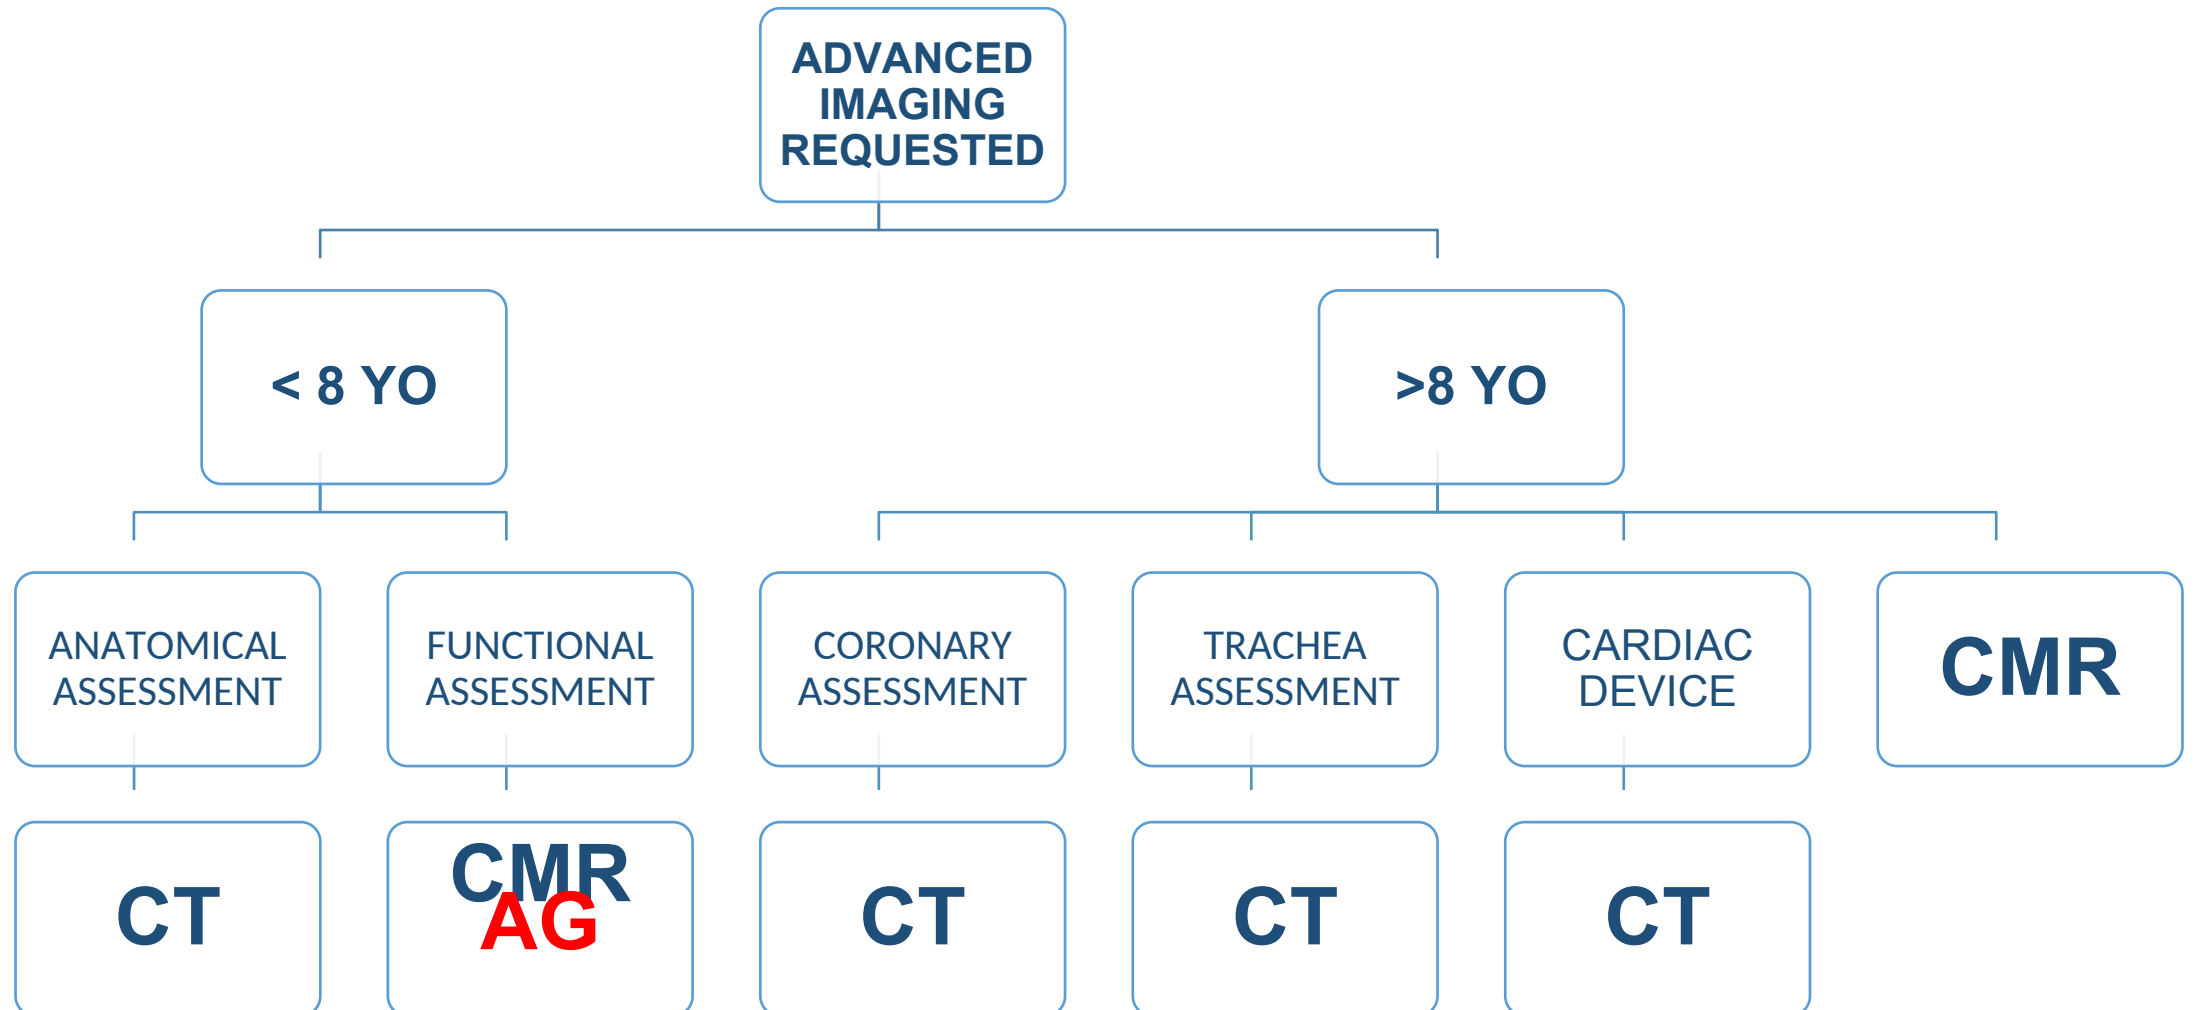 ADVANCED
IMAGING
REQUESTED
< 8 YO
>8 YO
ANATOMICAL
ASSESSMENT
FUNCTIONAL
ASSESSMENT
CORONARY
ASSESSMENT
TRACHEA
ASSESSMENT
CARDIAC
DEVICE
CMR
CT
CMR
AG
CT
CT
CT